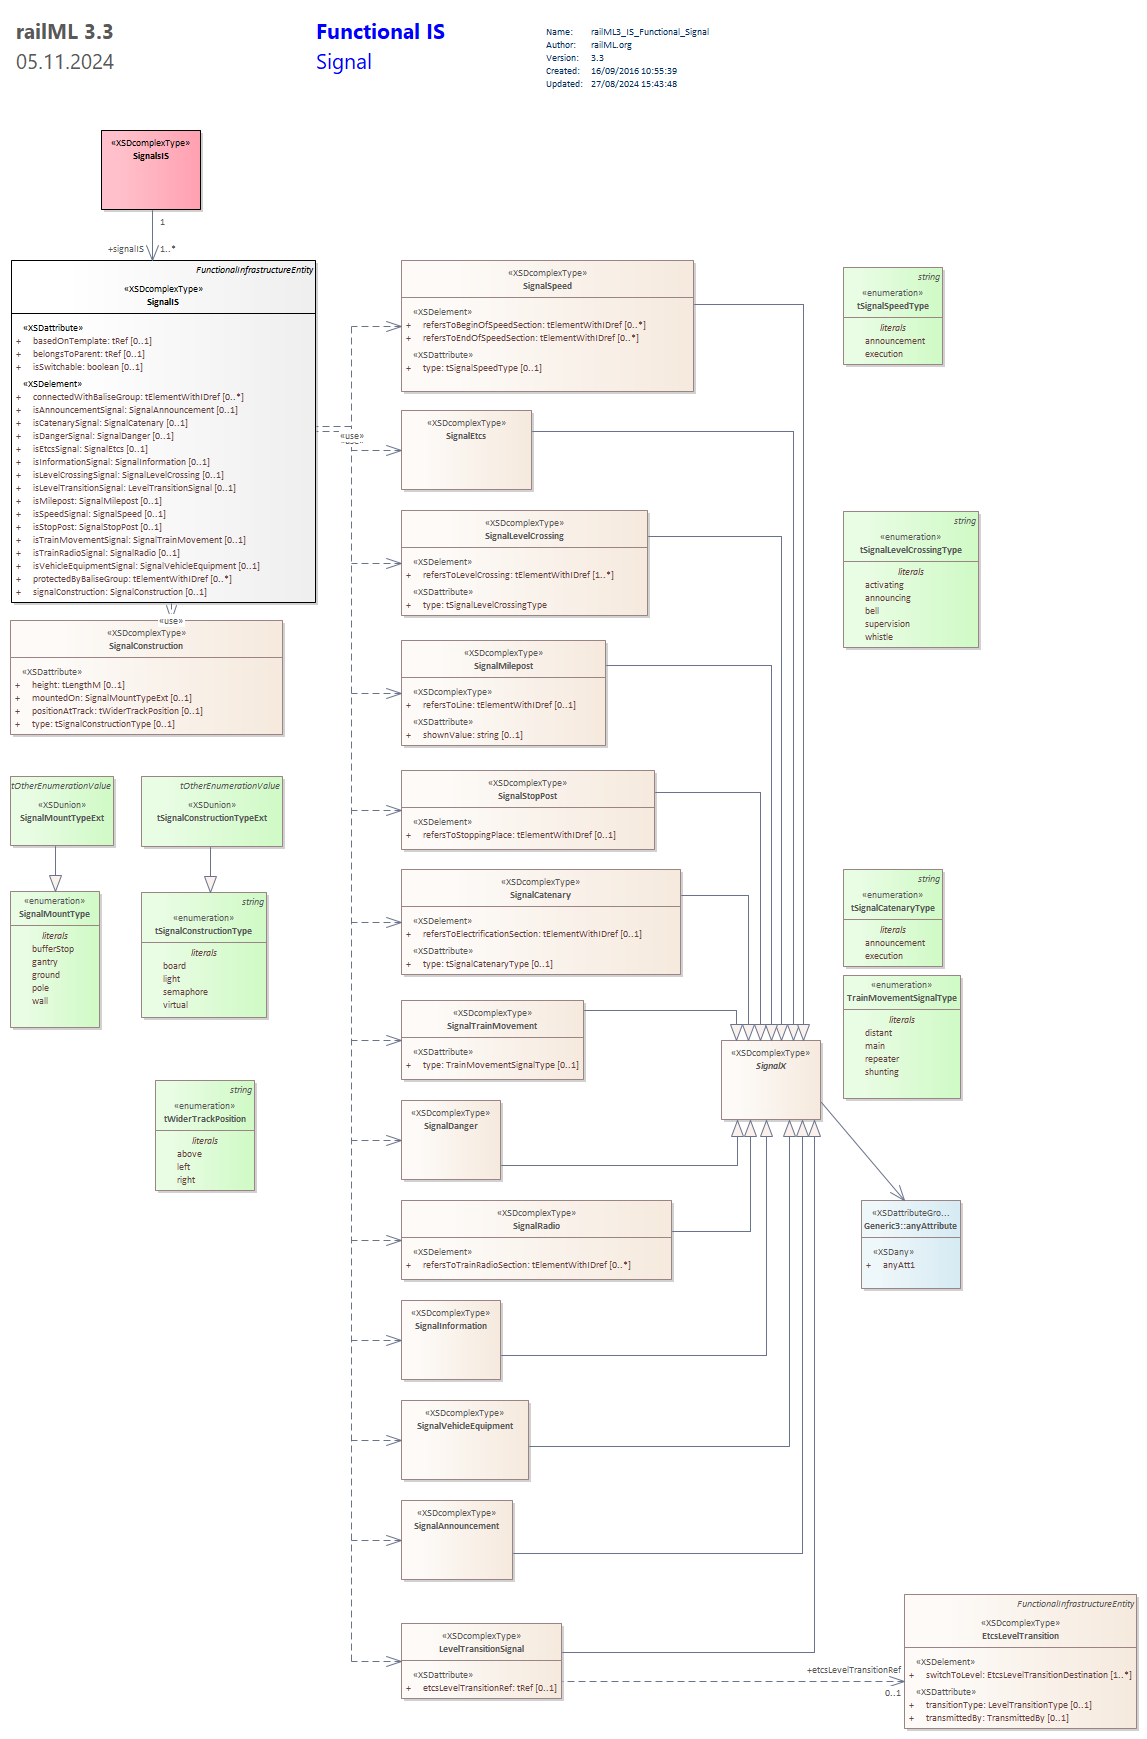 railML 3.3
05.11.2024
Functional IS
Signal
Name: railML3_IS_Functional_Signal
Author: railML.org
Version: 3.3
Created: 16/09/2016 10:55:39
Updated: 27/08/2024 15:43:48
«XSDcomplexType»
SignalsIS
1
+signalIS 1..*
FunctionalInfrastructureEntity
«XSDcomplexType»
SignalIS
«XSDattribute»
+ basedOnTemplate: tRef [0..1]
+ belongsToParent: tRef [0..1]
+ isSwitchable: boolean [0..1]
«XSDelement»
+ connectedWithBaliseGroup: tElementWithIDref [0..*]
+ isAnnouncementSignal: SignalAnnouncement [0..1]
+ isCatenarySignal: SignalCatenary [0..1]
+ isDangerSignal: SignalDanger [0..1]
+ isEtcsSignal: SignalEtcs [0..1]
+ isInformationSignal: SignalInformation [0..1]
+ isLevelCrossingSignal: SignalLevelCrossing [0..1]
+ isLevelTransitionSignal: LevelTransitionSignal [0..1]
+ isMilepost: SignalMilepost [0..1]
+ isSpeedSignal: SignalSpeed [0..1]
+ isStopPost: SignalStopPost [0..1]
+ isTrainMovementSignal: SignalTrainMovement [0..1]
+ isTrainRadioSignal: SignalRadio [0..1]
+ isVehicleEquipmentSignal: SignalVehicleEquipment [0..1]
+ protectedByBaliseGroup: tElementWithIDref [0..*]
+ signalConstruction: SignalConstruction [0..1]
«use»
«use»
«XSDcomplexType»
SignalConstruction
«XSDattribute»
+ height: tLengthM [0..1]
+ mountedOn: SignalMountTypeExt [0..1]
+ positionAtTrack: tWiderTrackPosition [0..1]
+ type: tSignalConstructionType [0..1]
tOtherEnumerationValue
«XSDunion»
SignalMountTypeExt
tOtherEnumerationValue
«XSDunion»
tSignalConstructionTypeExt
«enumeration»
SignalMountType
literals
bufferStop
gantry
ground
pole
wall
string
«enumeration»
tSignalConstructionType
literals
board
light
semaphore
virtual
string
«enumeration»
tWiderTrackPosition
literals
above
left
right
«XSDcomplexType»
SignalSpeed
«XSDelement»
+ refersToBeginOfSpeedSection: tElementWithIDref [0..*]
+ refersToEndOfSpeedSection: tElementWithIDref [0..*]
«XSDattribute»
+ type: tSignalSpeedType [0..1]
«XSDcomplexType»
SignalEtcs
«XSDcomplexType»
SignalLevelCrossing
«XSDelement»
+ refersToLevelCrossing: tElementWithIDref [1..*]
«XSDattribute»
+ type: tSignalLevelCrossingType
«XSDcomplexType»
SignalMilepost
«XSDcomplexType»
+ refersToLine: tElementWithIDref [0..1]
«XSDattribute»
+ shownValue: string [0..1]
«XSDcomplexType»
SignalStopPost
«XSDelement»
+ refersToStoppingPlace: tElementWithIDref [0..1]
«XSDcomplexType»
SignalCatenary
«XSDelement»
+ refersToElectrificationSection: tElementWithIDref [0..1]
«XSDattribute»
+ type: tSignalCatenaryType [0..1]
«XSDcomplexType»
SignalTrainMovement
«XSDattribute»
+ type: TrainMovementSignalType [0..1]
«XSDcomplexType»
SignalDanger
«XSDcomplexType»
SignalRadio
«XSDelement»
+ refersToTrainRadioSection: tElementWithIDref [0..*]
«XSDcomplexType»
SignalInformation
«XSDcomplexType»
SignalVehicleEquipment
«XSDcomplexType»
SignalAnnouncement
«XSDcomplexType»
LevelTransitionSignal
«XSDattribute»
+ etcsLevelTransitionRef: tRef [0..1]
«XSDcomplexType»
SignalX
string
«enumeration»
tSignalSpeedType
literals
announcement
execution
string
«enumeration»
tSignalLevelCrossingType
literals
activating
announcing
bell
supervision
whistle
string
«enumeration»
tSignalCatenaryType
literals
announcement
execution
«enumeration»
TrainMovementSignalType
literals
distant
main
repeater
shunting
«XSDattributeGro...
Generic3::anyAttribute
«XSDany»
+ anyAtt1
+etcsLevelTransitionRef
0..1
FunctionalInfrastructureEntity
«XSDcomplexType»
EtcsLevelTransition
«XSDelement»
+ switchToLevel: EtcsLevelTransitionDestination [1..*]
«XSDattribute»
+ transitionType: LevelTransitionType [0..1]
+ transmittedBy: TransmittedBy [0..1]